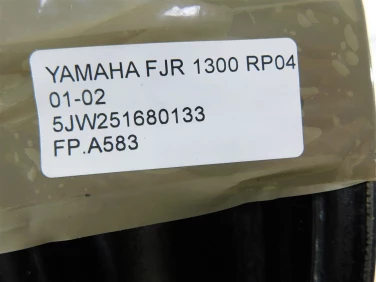 YAMAHA FJR 1300 RP04
01-02
5JW251680133
FP.A583